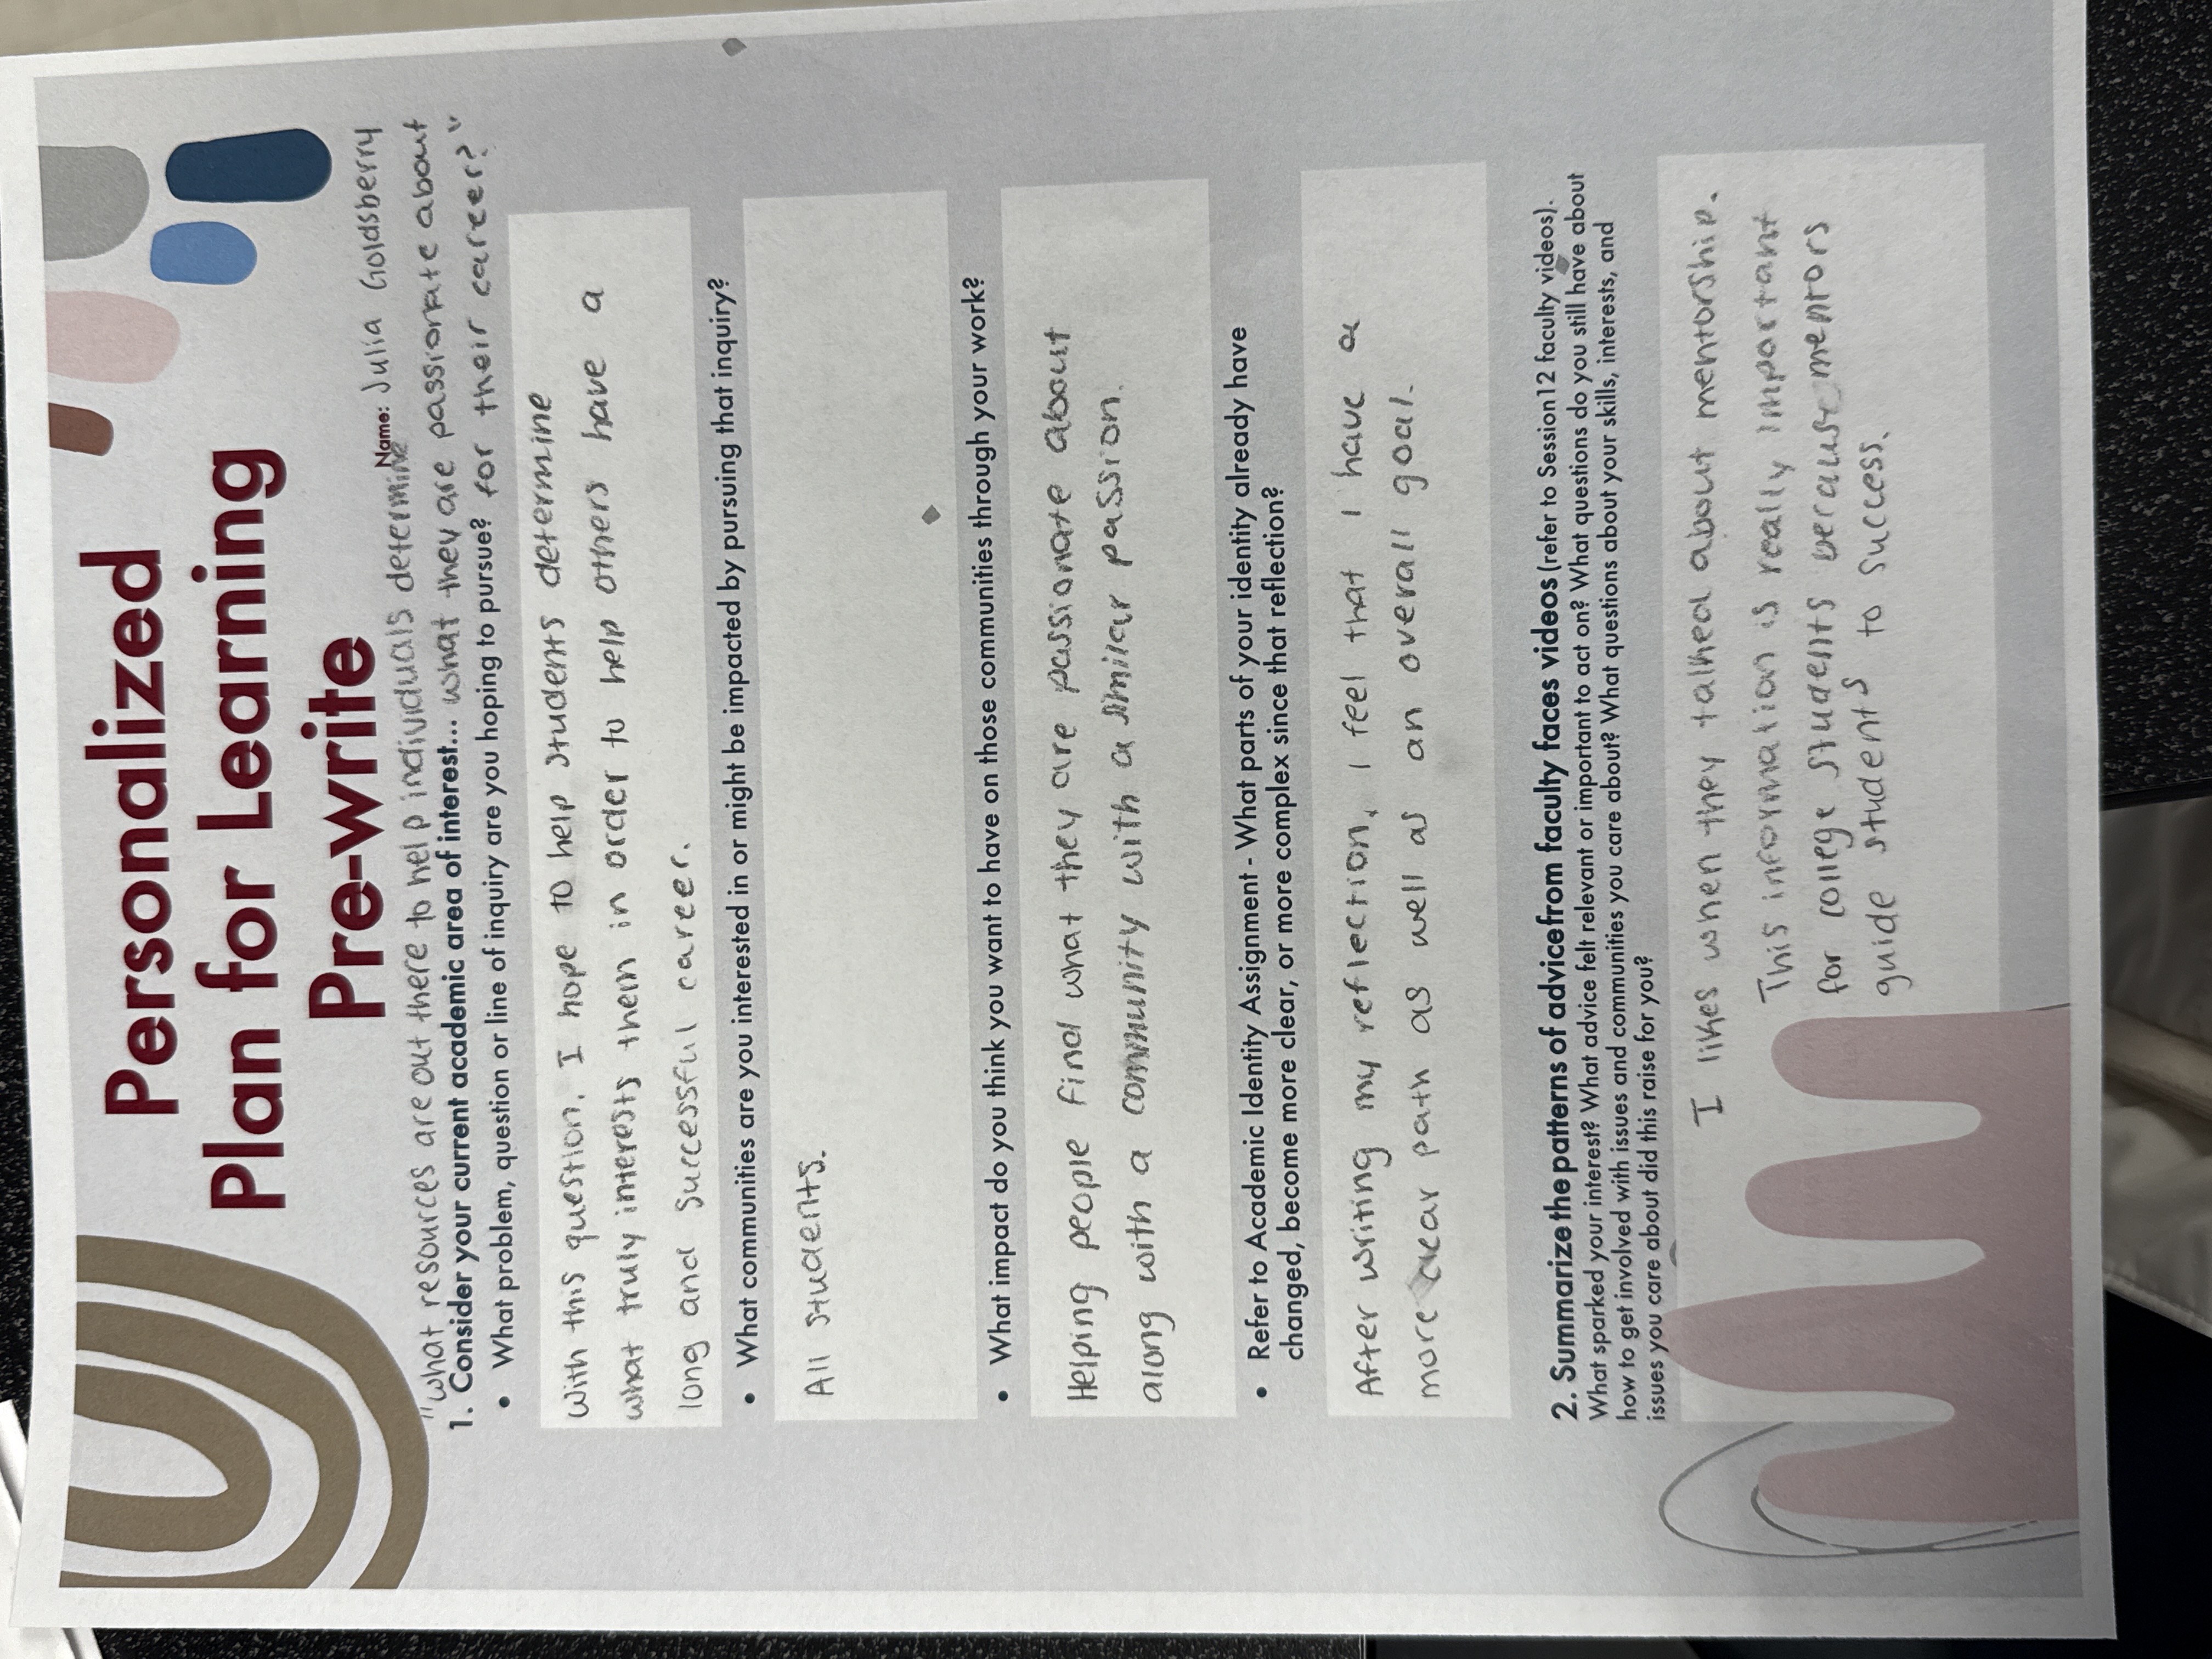 Personalized
Plan for Learning
Pre-write
Name: Julia Goldsberry
"what resources are out there to help individuals determine
what they are passionate about
for their career?"
1. Consider your current academic area of interest...
• What problem, question or line of inquiry are you hoping to pursue?
With this question, I hope to help students determine
what truly interests them in order to help others have a
long and successful career.
• What communities are you interested in or might be impacted by pursuing that inquiry?
All students.
• What impact do you think you want to have on those communities through your work?
Helping people find what they are passionate about
along with a community with a similar passion.
• Refer to Academic Identity Assignment - What parts of your identity already have
changed, become more clear, or more complex since that reflection?
After writing my reflection, I feel that I have a
more clear path as well as an overall goal.
2. Summarize the patterns of advice from faculty faces videos (refer to Session 12 faculty videos).
What sparked your interest? What advice felt relevant or important to act on? What questions do you still have about
how to get involved with issues and communities you care about? What questions about your skills, interests, and
issues you care about did this raise for you?
I likes when they talked about mentorship.
This information is really important
for college students because mentors
guide students to success.